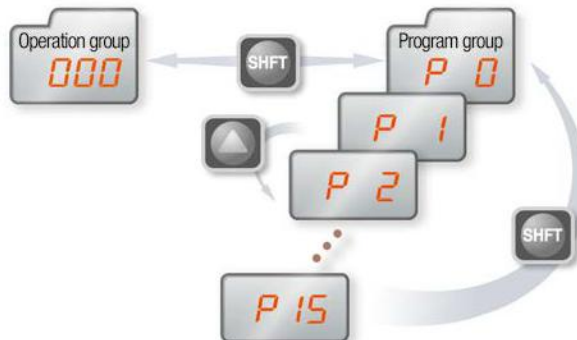 Operation group
000
SHFT
Program group
P 0
P 1
P 2
SHFT
P 15